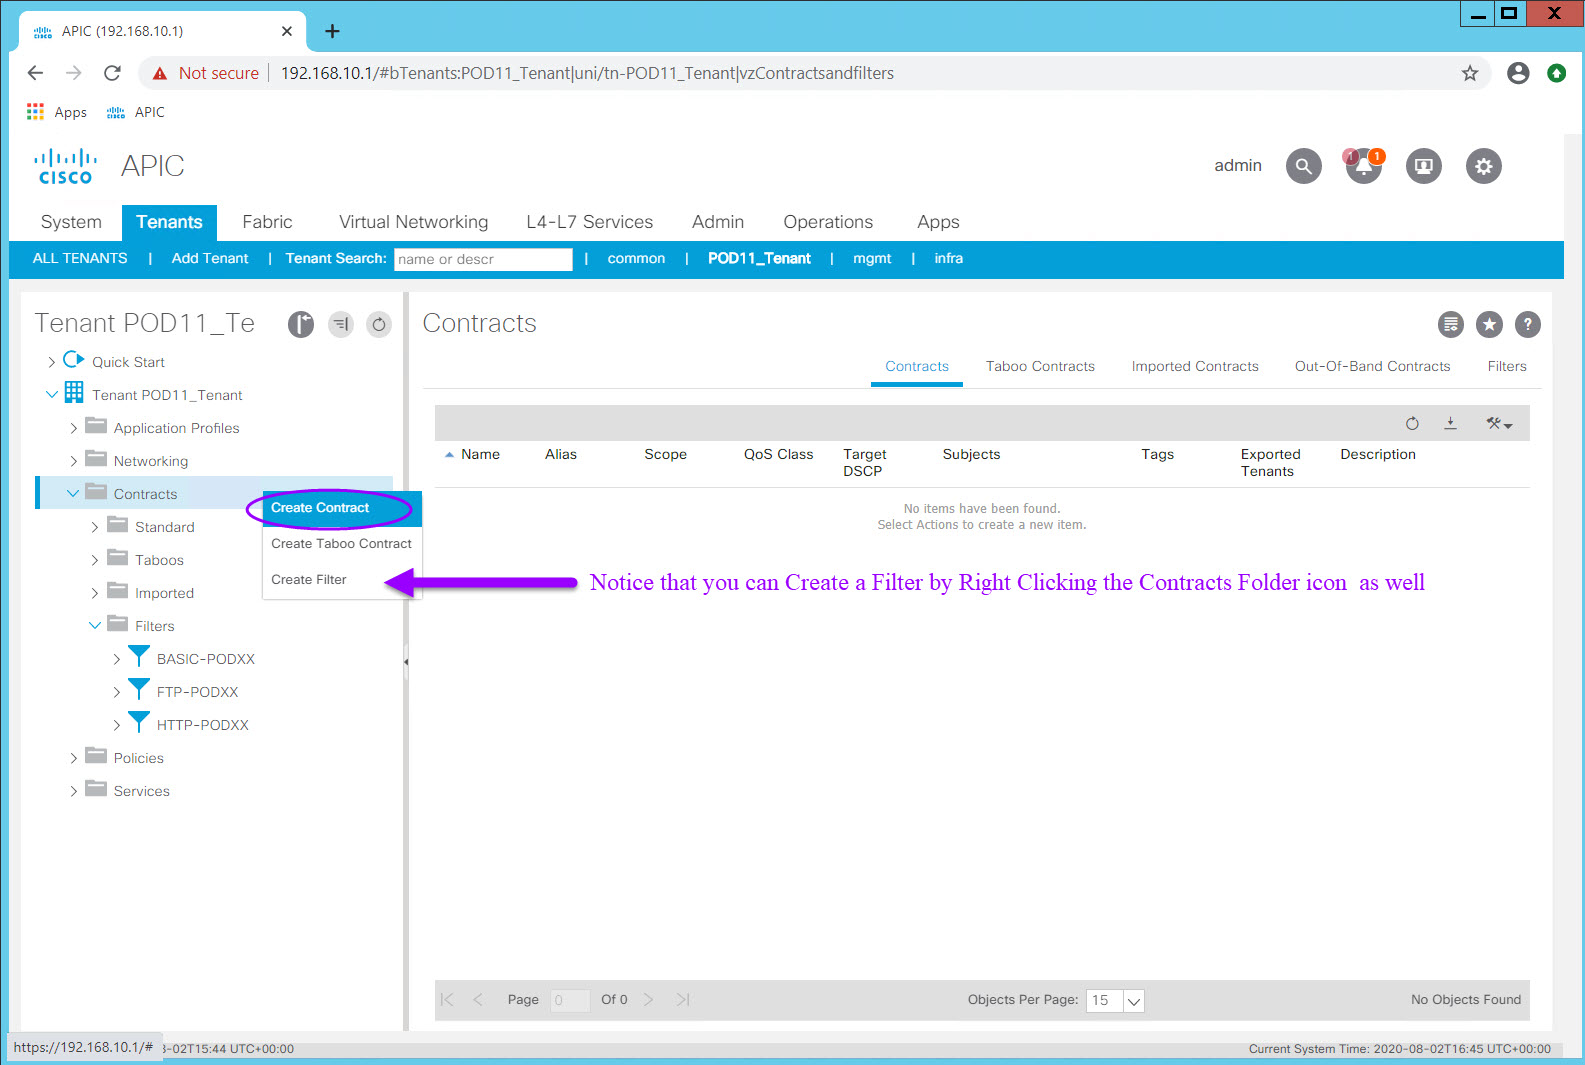 APIC (192.168.10.1)
Not secure 192.168.10.1/#bTenants:POD11_Tenant|uni/tn-POD11_Tenant|vzContractsandfilters
Apps APIC
CISCO APIC
admin 1 1
System Tenants Fabric Virtual Networking L4-L7 Services Admin Operations Apps
ALL TENANTS | Add Tenant | Tenant Search: name or descr | common | POD11_Tenant | mgmt | infra
Tenant POD11_Te
Quick Start
Tenant POD11_Tenant
Application Profiles
Networking
Contracts
Standard
Taboos
Imported
Filters
BASIC-PODXX
FTP-PODXX
HTTP-PODXX
Policies
Services
Create Contract
Create Taboo Contract
Create Filter
Contracts
Contracts Taboo Contracts Imported Contracts Out-Of-Band Contracts Filters
Name Alias Scope QoS Class Target DSCP Subjects Tags Exported Tenants Description
No items have been found.
Select Actions to create a new item.
Notice that you can Create a Filter by Right Clicking the Contracts Folder icon as well
Page 0 Of 0 Objects Per Page: 15 No Objects Found
https://192.168.10.1/# -02T15:44 UTC+00:00 Current System Time: 2020-08-02T16:45 UTC+00:00